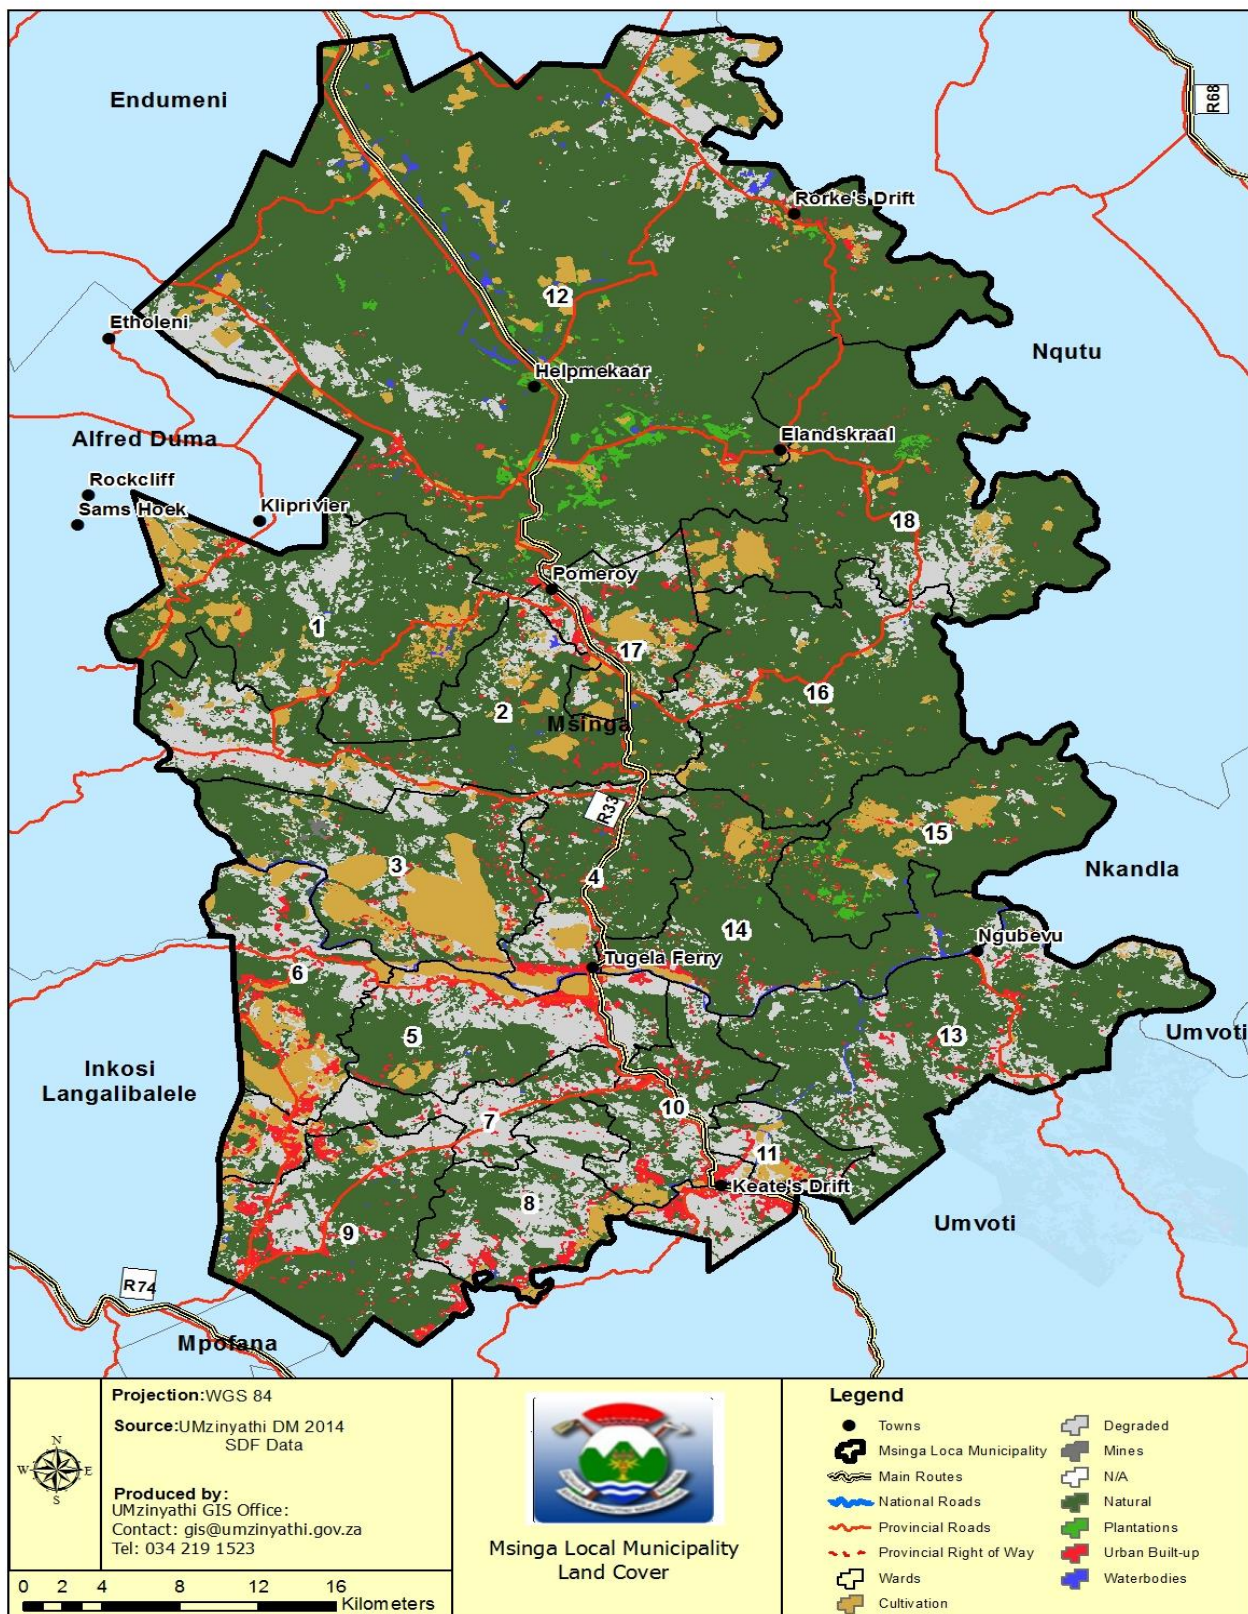 Endumeni
R68
Rorke's Drift
12
Etholeni
Nqutu
Helpmekaar
Alfred Duma
Elandskraal
Rockcliff
Sams Hoek
Kliprivier
18
Pomeroy
1
17
16
2
Msinga
R33
15
3
4
Nkandla
14
Ngubevu
Tugela Ferry
6
5
13
Umvoti
Inkosi
Langalibalele
10
7
11
Keate's Drift
8
9
Umvoti
R74
Mpofana
Projection:WGS 84
Source:UMzinyathi DM 2014
SDF Data
Produced by:
UMzinyathi GIS Office:
Contact: gis@umzinyathi.gov.za
Tel: 034 219 1523
N
W
E
S
0 2 4 8 12 16
Kilometers
Msinga Local Municipality
Land Cover
Legend
Towns
Msinga Loca Municipality
Main Routes
National Roads
Provincial Roads
Provincial Right of Way
Wards
Cultivation
Degraded
Mines
N/A
Natural
Plantations
Urban Built-up
Waterbodies